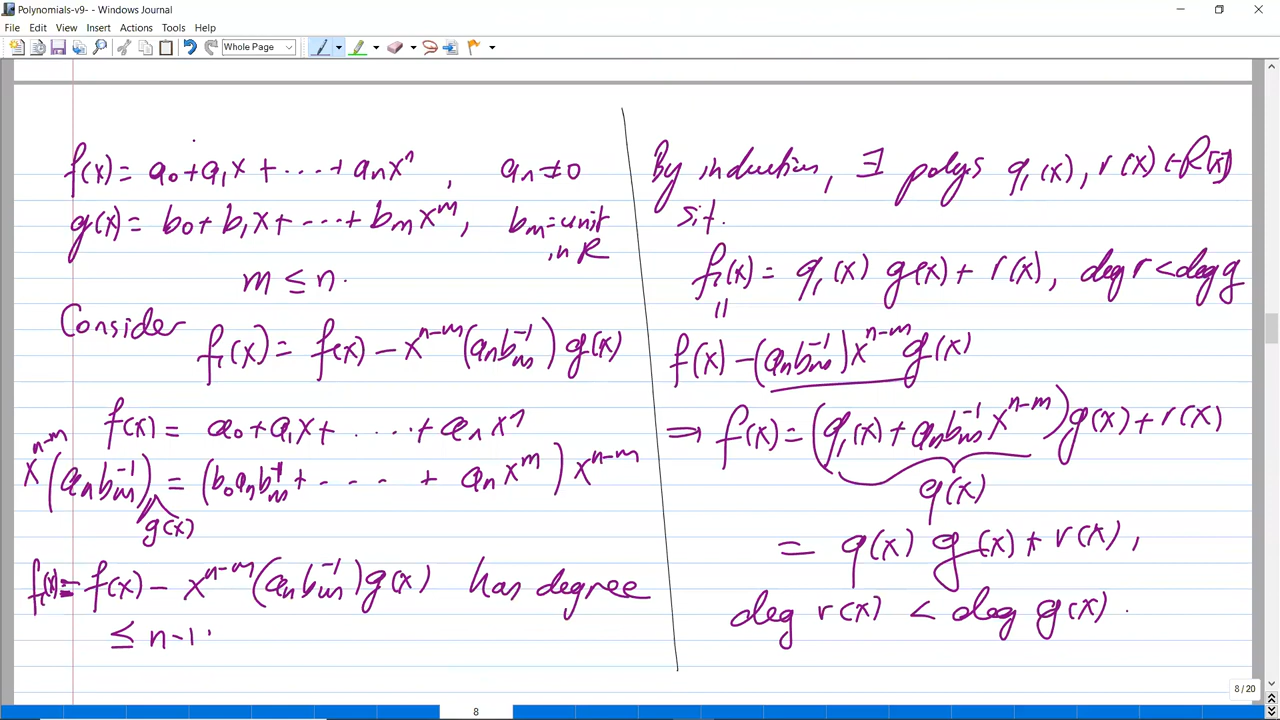 Polynomials-v9- - Windows Journal
File Edit View Insert Actions Tools Help
Whole Page
f(x) = a₀ + a₁x + ⋯ + aₙxⁿ, aₙ ≠ 0
g(x) = b₀ + b₁x + ⋯ + bₘxᵐ, bₘ = unit
in R
m ≤ n.
Consider
f₁(x) = f(x) − xⁿ⁻ᵐ(aₙbₘ⁻¹) g(x)
f(x) = a₀ + a₁x + ⋯ + aₙxⁿ
xⁿ⁻ᵐ(aₙbₘ⁻¹) g(x) = (b₀aₙbₘ⁻¹ + ⋯ + aₙxᵐ) xⁿ⁻ᵐ
f₁(x) = f(x) − xⁿ⁻ᵐ(aₙbₘ⁻¹)g(x) has degree
≤ n−1.
By induction, ∃ polys q₁(x), r(x) ∈ R[x]
s.t.
f₁(x) = q₁(x) g(x) + r(x), deg r < deg g
||
f(x) − (aₙbₘ⁻¹)xⁿ⁻ᵐ g(x)
⇒ f(x) = (q₁(x) + aₙbₘ⁻¹ xⁿ⁻ᵐ) g(x) + r(x)
q(x)
= q(x) g(x) + r(x),
deg r(x) < deg g(x).
8 / 20
8